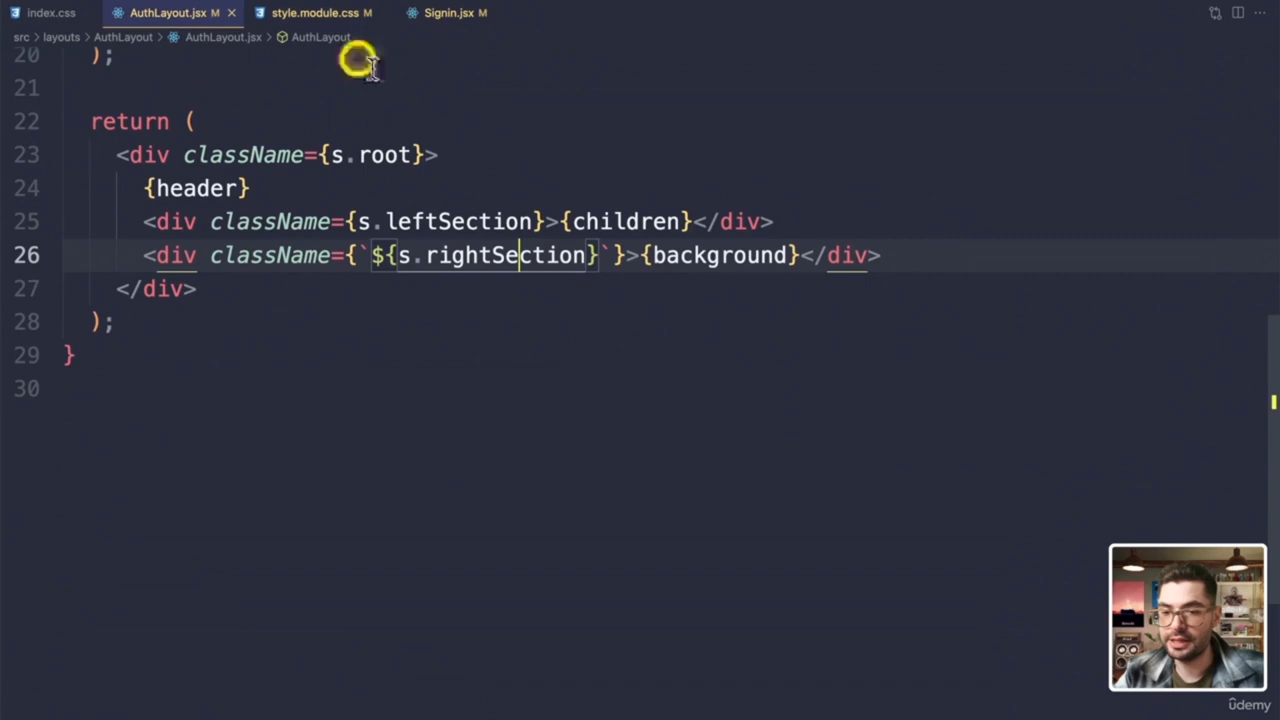 index.css AuthLayout.jsx M style.module.css M Signin.jsx M
src > layouts > AuthLayout > AuthLayout.jsx > AuthLayout
20 );
21
22 return (
23 <div className={s.root}>
24 {header}
25 <div className={s.leftSection}>{children}</div>
26 <div className={`${s.rightSection}`}>{background}</div>
27 </div>
28 );
29 }
30
ûdemy